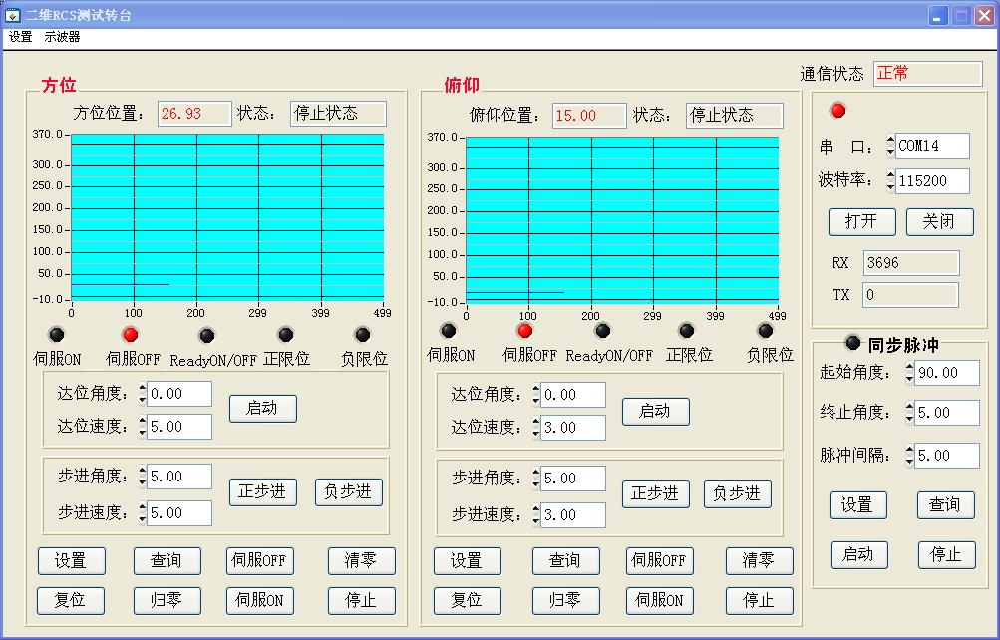 二维RCS测试转台
设置 示波器
通信状态 正常
方位
方位位置： 26.93 状态： 停止状态
370.0
300.0
250.0
200.0
150.0
100.0
50.0
-10.0
0 100 200 299 399 499
伺服ON 伺服OFF ReadyON/OFF 正限位 负限位
达位角度： 0.00 启动
达位速度： 5.00
步进角度： 5.00 正步进 负步进
步进速度： 5.00
设置 查询 伺服OFF 清零
复位 归零 伺服ON 停止
俯仰
俯仰位置： 15.00 状态： 停止状态
370.0
300.0
250.0
200.0
150.0
100.0
50.0
-10.0
0 100 200 299 399 499
伺服ON 伺服OFF ReadyON/OFF 正限位 负限位
达位角度： 0.00 启动
达位速度： 3.00
步进角度： 5.00 正步进 负步进
步进速度： 3.00
设置 查询 伺服OFF 清零
复位 归零 伺服ON 停止
串 口： COM14
波特率： 115200
打开 关闭
RX 3696
TX 0
同步脉冲
起始角度： 90.00
终止角度： 5.00
脉冲间隔： 5.00
设置 查询
启动 停止